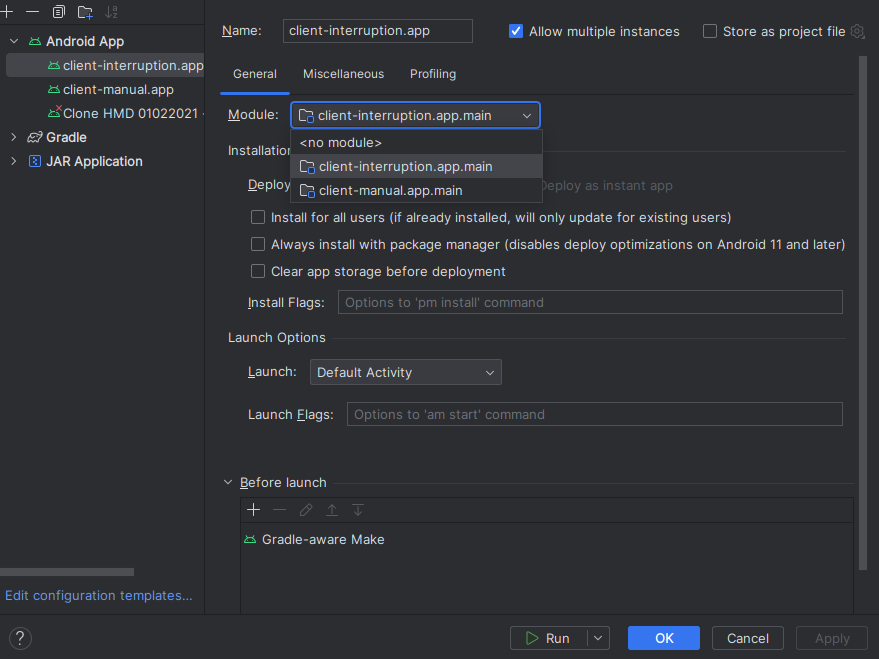 Name: client-interruption.app Allow multiple instances Store as project file
Android App
client-interruption.app
client-manual.app
Clone HMD 01022021
Gradle
JAR Application
Edit configuration templates...
General Miscellaneous Profiling
Module: client-interruption.app.main
<no module>
client-interruption.app.main
client-manual.app.main
Installation
Deploy Deploy as instant app
Install for all users (if already installed, will only update for existing users)
Always install with package manager (disables deploy optimizations on Android 11 and later)
Clear app storage before deployment
Install Flags: Options to 'pm install' command
Launch Options
Launch: Default Activity
Launch Flags: Options to 'am start' command
Before launch
Gradle-aware Make
? Run OK Cancel Apply